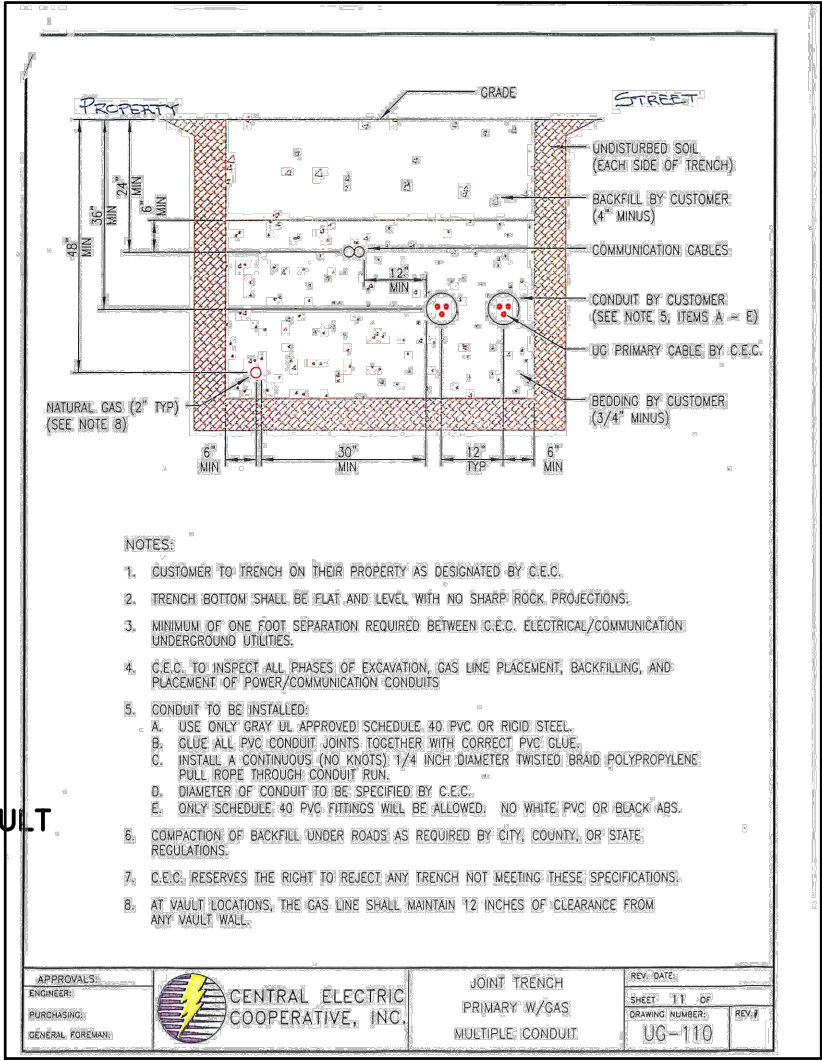 GRADE
PROPERTY
STREET
UNDISTURBED SOIL
(EACH SIDE OF TRENCH)
BACKFILL BY CUSTOMER
(4" MINUS)
24" MIN
6" MIN
36" MIN
48" MIN
COMMUNICATION CABLES
12"
MIN
CONDUIT BY CUSTOMER
(SEE NOTE 5, ITEMS A - E)
UG PRIMARY CABLE BY C.E.C.
NATURAL GAS (2" TYP)
(SEE NOTE 8)
BEDDING BY CUSTOMER
(3/4" MINUS)
6" MIN
30" MIN
12" TYP
6" MIN
NOTES:
1. CUSTOMER TO TRENCH ON THEIR PROPERTY AS DESIGNATED BY C.E.C.
2. TRENCH BOTTOM SHALL BE FLAT AND LEVEL WITH NO SHARP ROCK PROJECTIONS.
3. MINIMUM OF ONE FOOT SEPARATION REQUIRED BETWEEN C.E.C. ELECTRICAL/COMMUNICATION
UNDERGROUND UTILITIES.
4. C.E.C. TO INSPECT ALL PHASES OF EXCAVATION, GAS LINE PLACEMENT, BACKFILLING, AND
PLACEMENT OF POWER/COMMUNICATION CONDUITS
5. CONDUIT TO BE INSTALLED:
A. USE ONLY GRAY UL APPROVED SCHEDULE 40 PVC OR RIGID STEEL.
B. GLUE ALL PVC CONDUIT JOINTS TOGETHER WITH CORRECT PVC GLUE.
C. INSTALL A CONTINUOUS (NO KNOTS) 1/4 INCH DIAMETER TWISTED BRAID POLYPROPYLENE
PULL ROPE THROUGH CONDUIT RUN.
D. DIAMETER OF CONDUIT TO BE SPECIFIED BY C.E.C.
E. ONLY SCHEDULE 40 PVC FITTINGS WILL BE ALLOWED. NO WHITE PVC OR BLACK ABS.
ULT
6. COMPACTION OF BACKFILL UNDER ROADS AS REQUIRED BY CITY, COUNTY, OR STATE
REGULATIONS.
7. C.E.C. RESERVES THE RIGHT TO REJECT ANY TRENCH NOT MEETING THESE SPECIFICATIONS.
8. AT VAULT LOCATIONS, THE GAS LINE SHALL MAINTAIN 12 INCHES OF CLEARANCE FROM
ANY VAULT WALL.
APPROVALS:
ENGINEER:
PURCHASING:
GENERAL FOREMAN:
CENTRAL ELECTRIC
COOPERATIVE, INC.
JOINT TRENCH
PRIMARY W/GAS
MULTIPLE CONDUIT
REV. DATE:
SHEET 11 OF
DRAWING NUMBER:
UG-110
REV.#